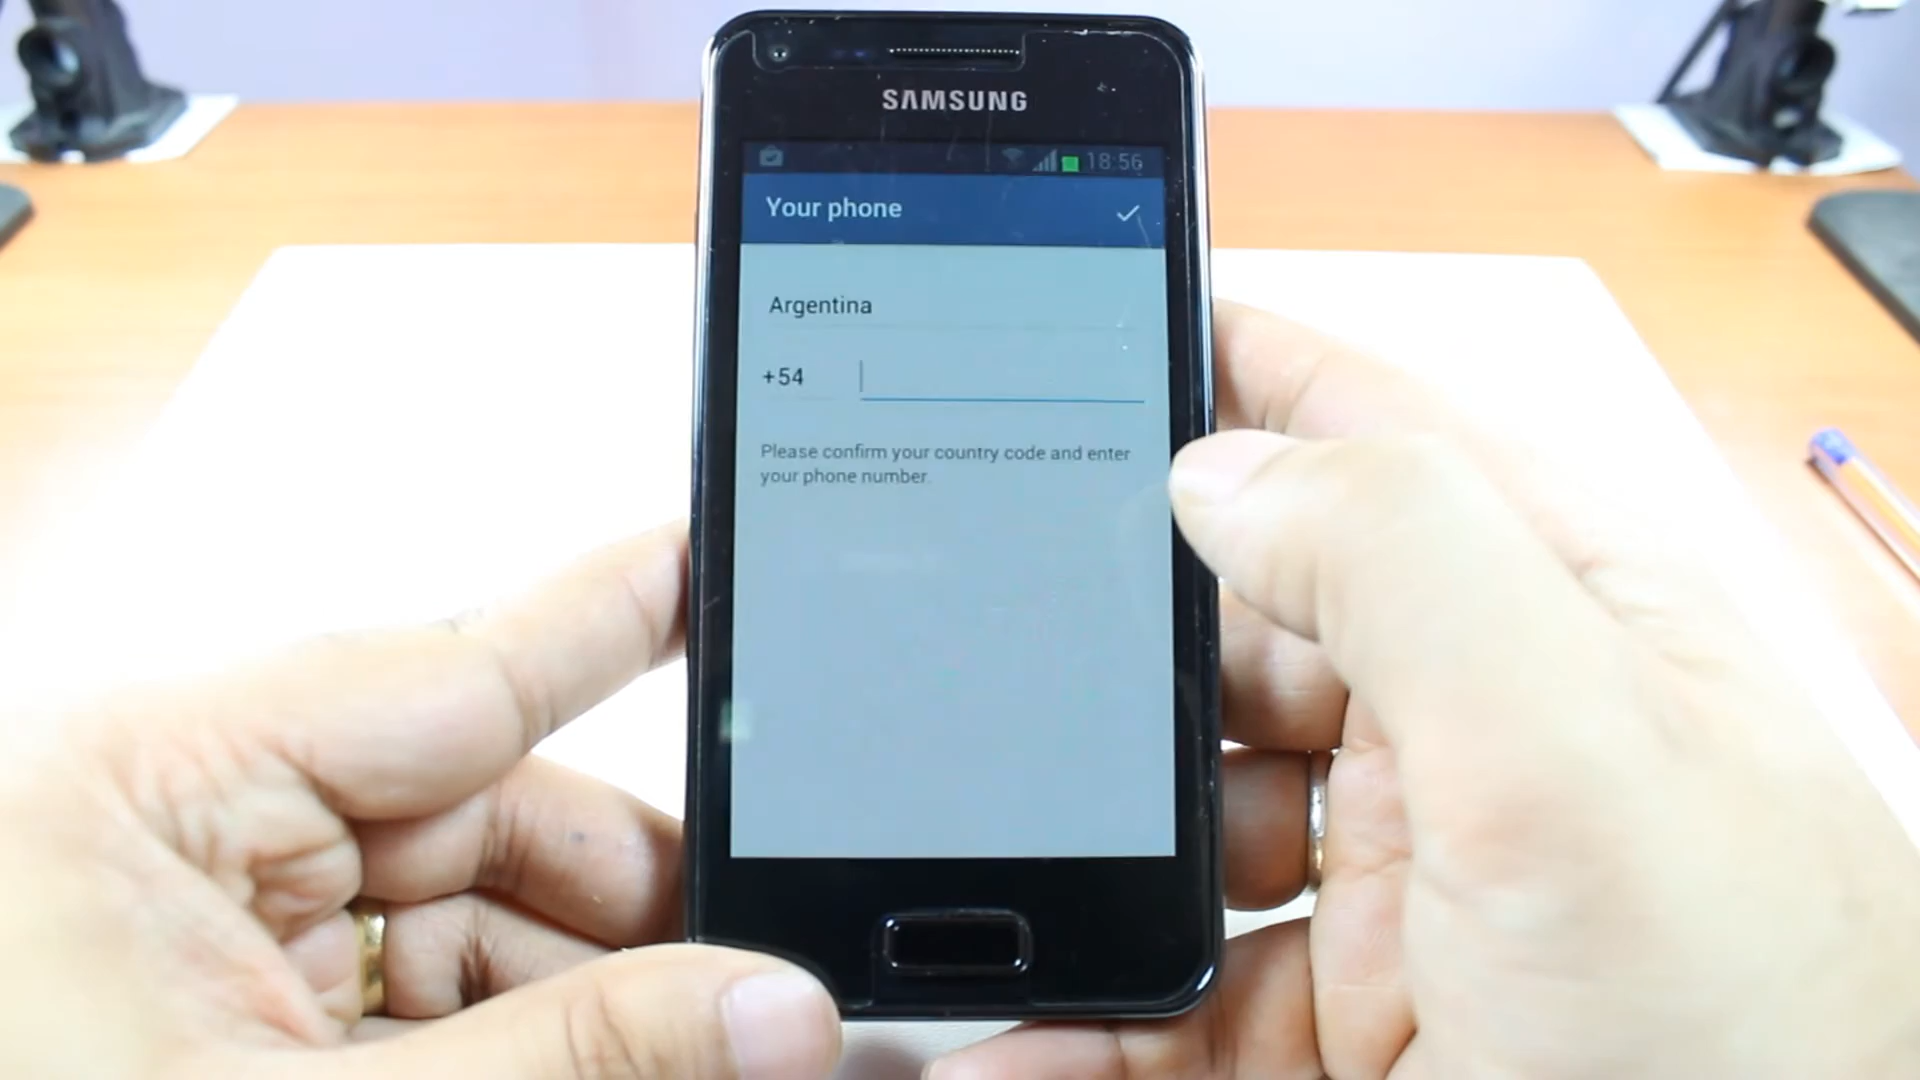 SAMSUNG
18:56
Your phone
Argentina
+54
Please confirm your country code and enter
your phone number.